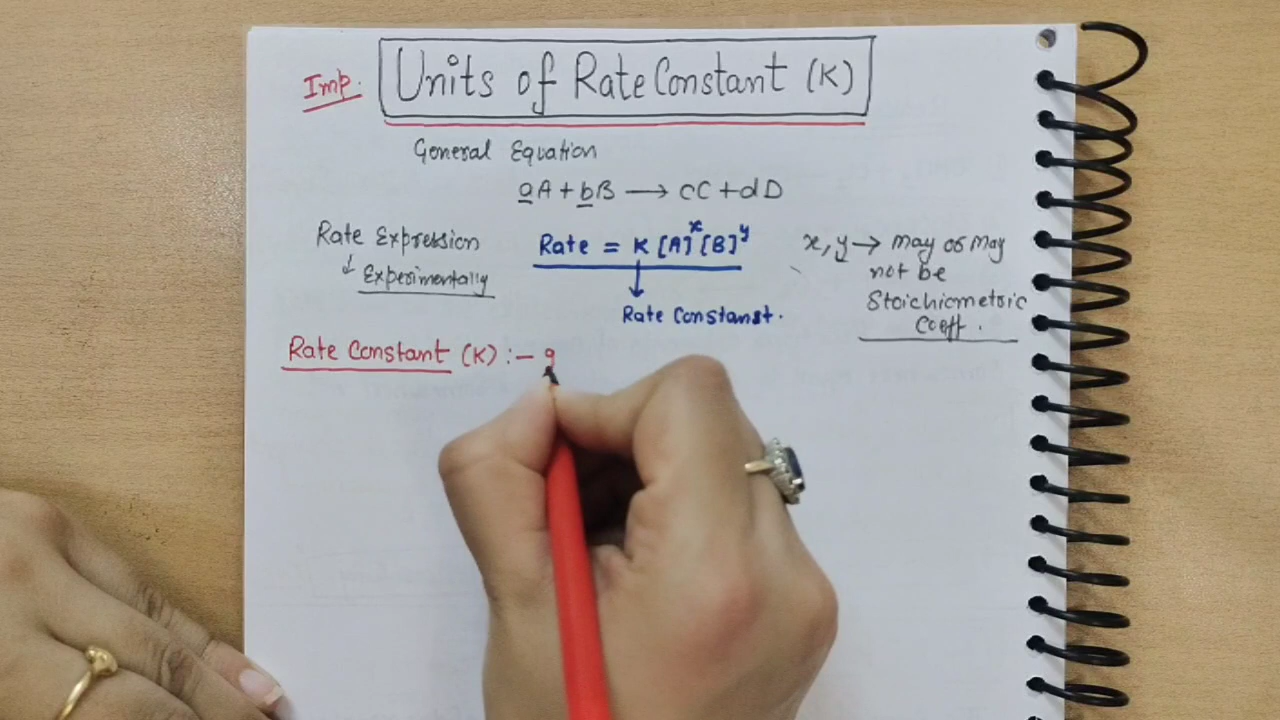 Imp. Units of Rate Constant (K)
General Equation
aA + bB ⟶ cC + dD
Rate Expression
↓ Experimentally
Rate = K [A]^x [B]^y
↓
Rate Constanst.
x, y → May or May
not be
Stoichiometric
Coeff.
Rate Constant (K) :–